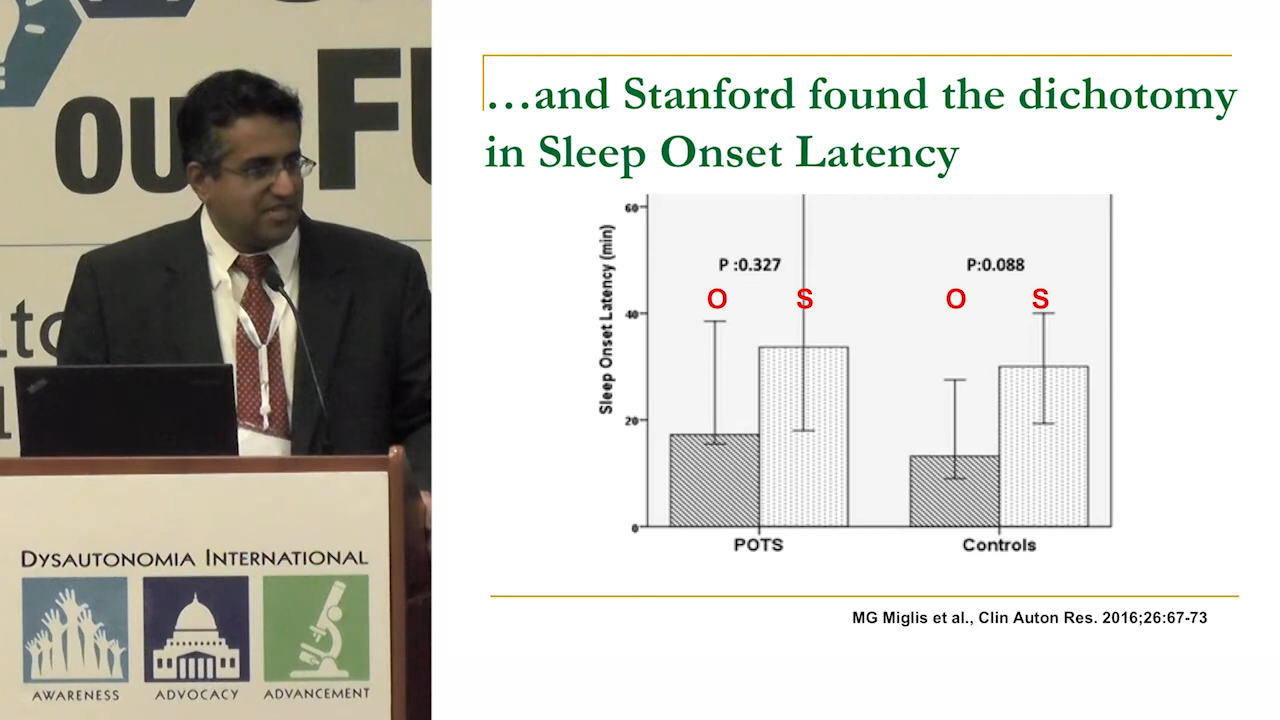 OU
FU
…and Stanford found the dichotomy
in Sleep Onset Latency
Sleep Onset Latency (min)
60
40
20
0
P :0.327
P:0.088
O
S
O
S
POTS
Controls
MG Miglis et al., Clin Auton Res. 2016;26:67-73
DYSAUTONOMIA INTERNATIONAL
AWARENESS
ADVOCACY
ADVANCEMENT